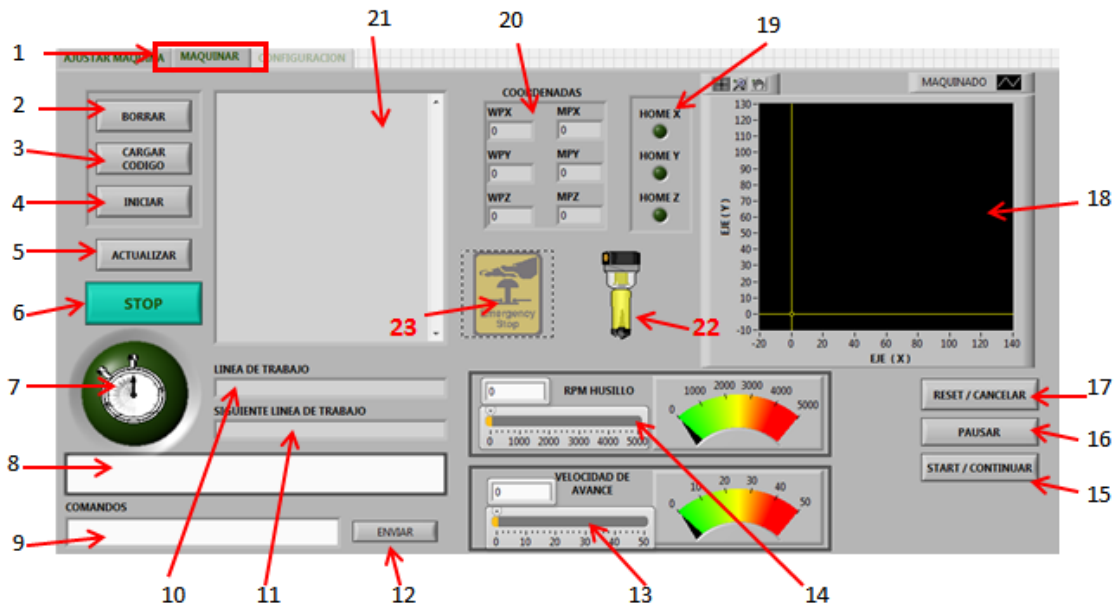 21
20
19
1
AJUSTAR MAQUINA MAQUINAR CONFIGURACION
2
BORRAR
3
CARGAR
CODIGO
4
INICIAR
5
ACTUALIZAR
6
STOP
7
8
COORDENADAS
WPX MPX
0 0
WPY MPY
0 0
WPZ MPZ
0 0
HOME X
HOME Y
HOME Z
MAQUINADO
130
120
110
100
90
80
70
60
50
40
30
20
10
0
-10
EJE ( Y )
-20 0 20 40 60 80 100 120 140
EJE ( X )
18
Emergency
Stop
23
22
LINEA DE TRABAJO
SIGUIENTE LINEA DE TRABAJO
0 RPM HUSILLO
0 1000 2000 3000 4000 5000
0 1000 2000 3000 4000 5000
VELOCIDAD DE
AVANCE
0
0 10 20 30 40 50
0 10 20 30 40 50
RESET / CANCELAR
17
PAUSAR
16
START / CONTINUAR
15
COMANDOS
9
ENVIAR
10
11
12
13
14